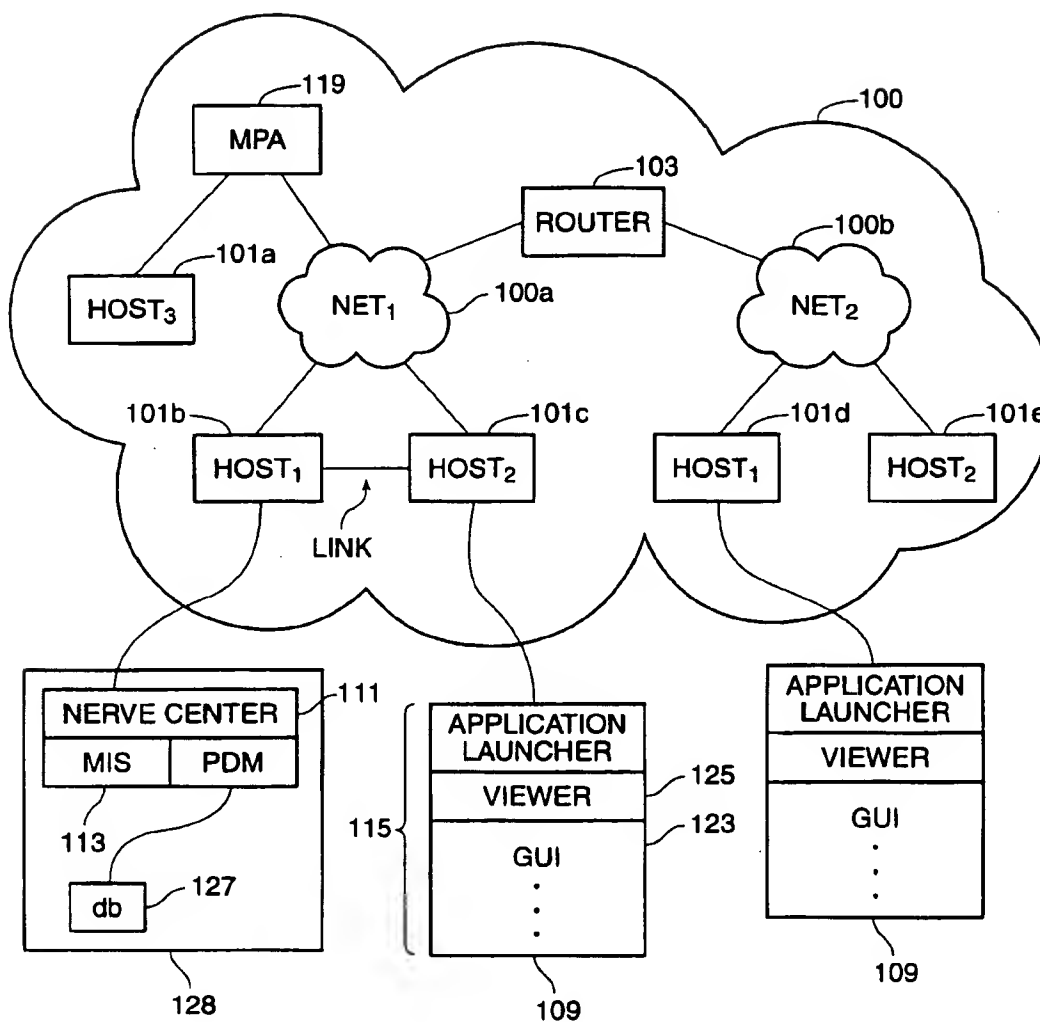 119
MPA
100
103
ROUTER
100b
101a
HOST₃
NET₁
100a
NET₂
101b
101c
101d
101e
HOST₁
HOST₂
HOST₁
HOST₂
LINK
NERVE CENTER
111
MIS
PDM
113
db
127
128
115
APPLICATION
LAUNCHER
VIEWER
125
123
GUI
109
APPLICATION
LAUNCHER
VIEWER
GUI
109